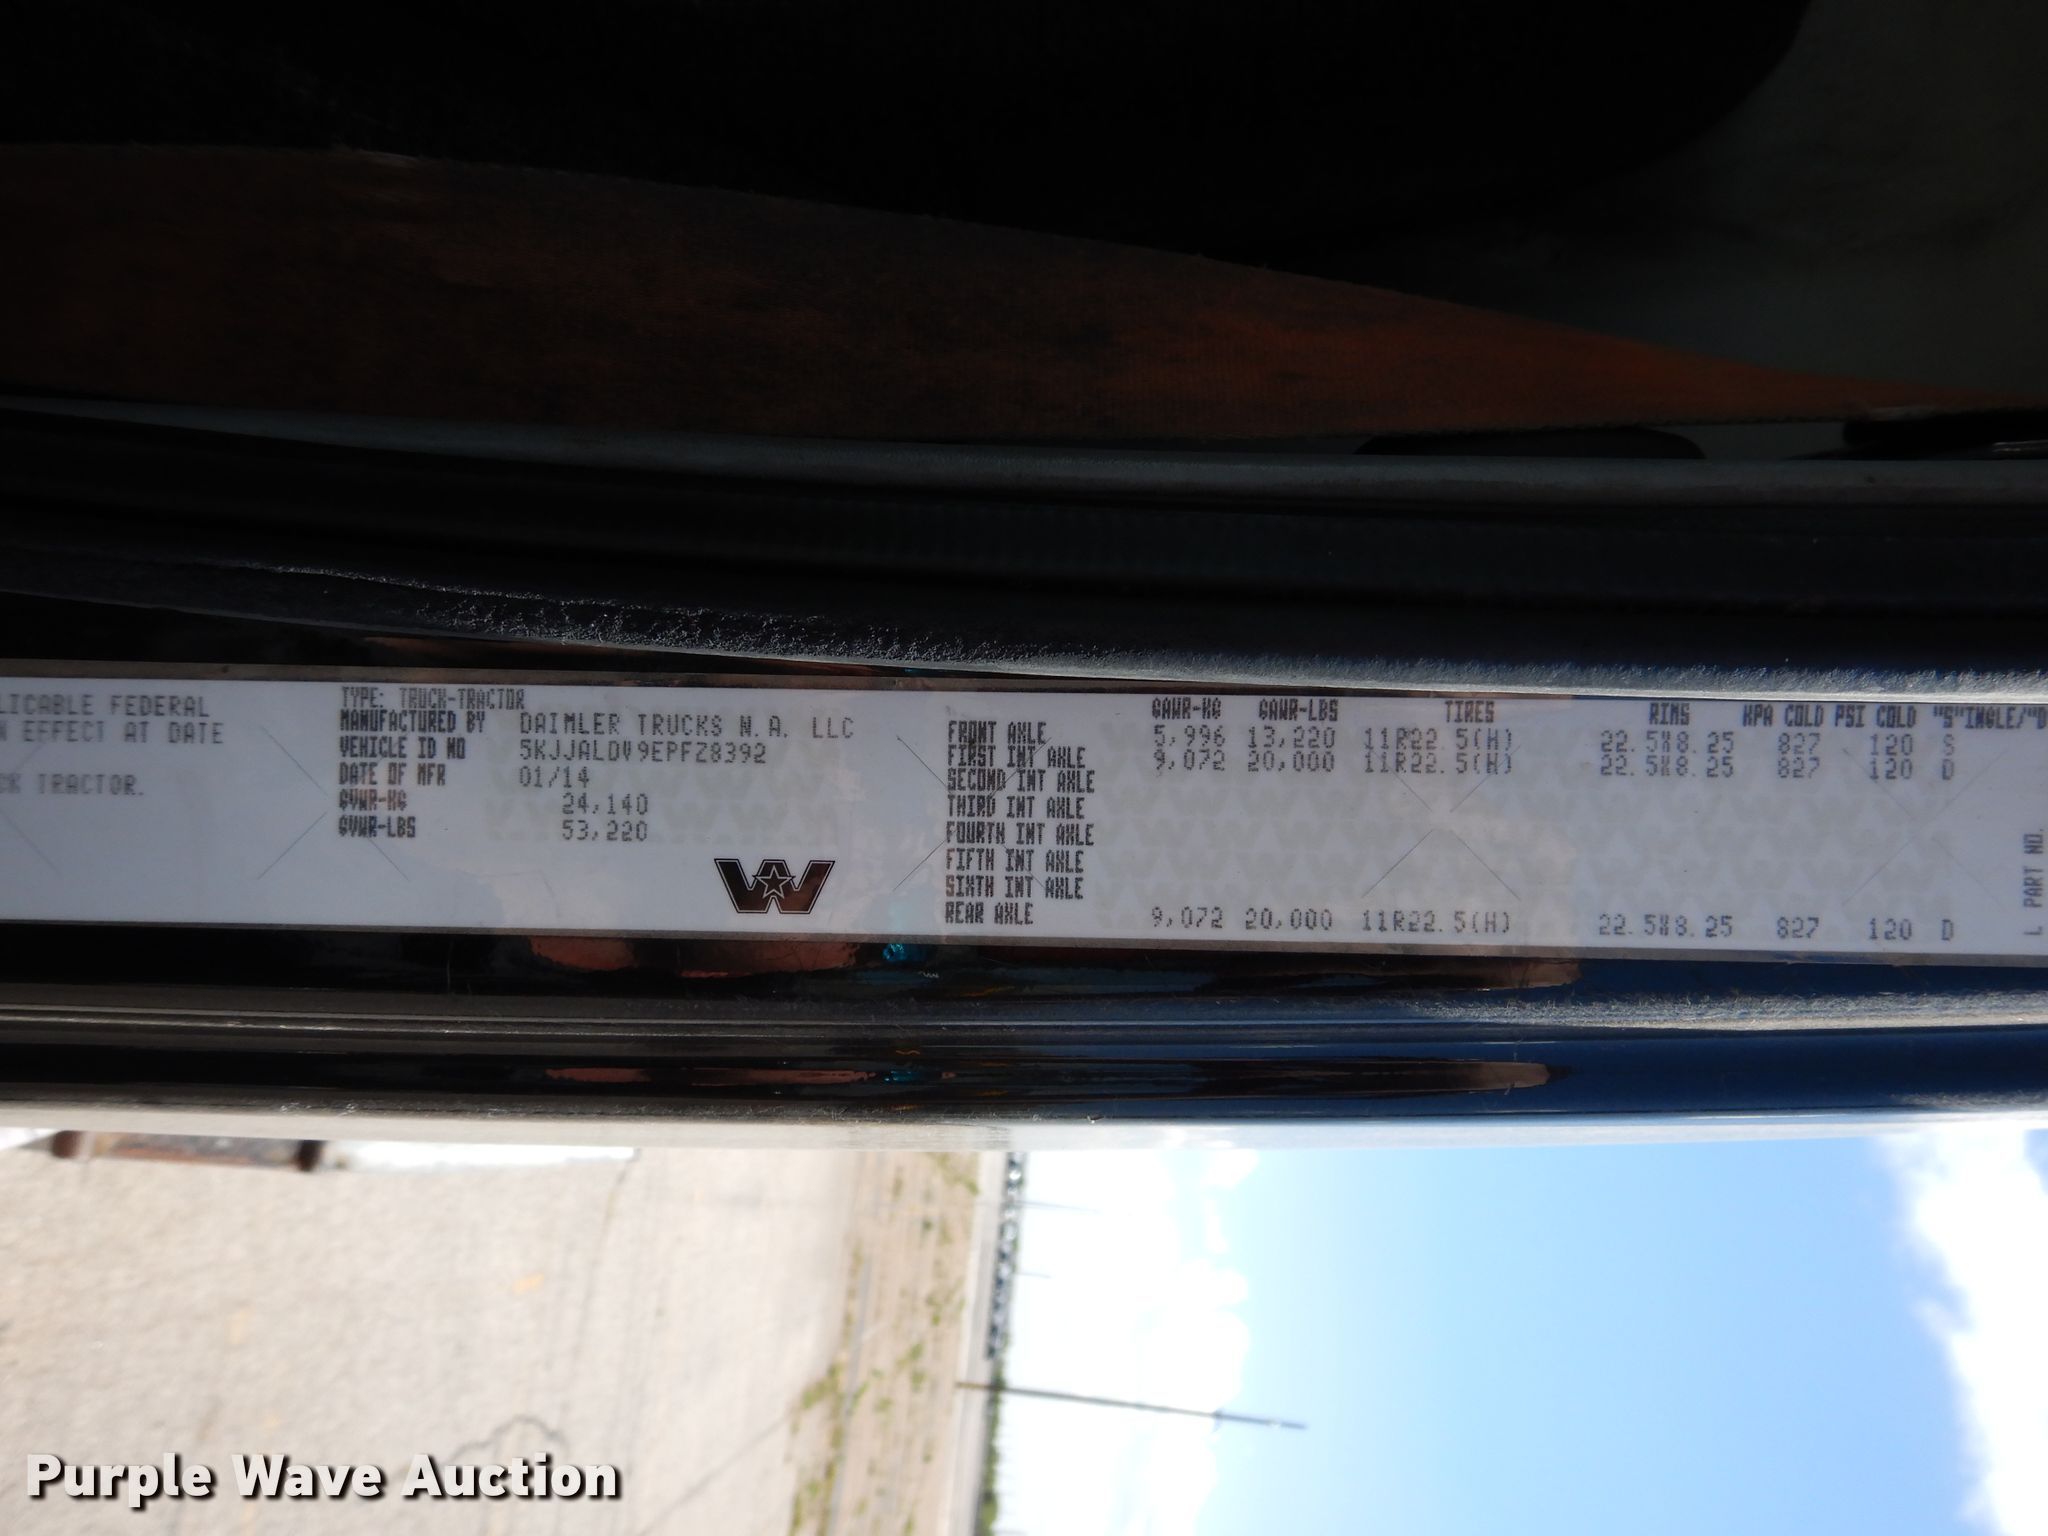 LICABLE FEDERAL
N EFFECT AT DATE
CK TRACTOR.
TYPE: TRUCK-TRACTOR
MANUFACTURED BY DAIMLER TRUCKS N.A. LLC
VEHICLE ID NO 5KJJALDV9EPFZ8392
DATE OF MFR 01/14
GVWR-KG 24,140
GVWR-LBS 53,220
GAWR-KG GAWR-LBS TIRES RIMS KPA COLD PSI COLD "S"INGLE/"D
FRONT AXLE 5,996 13,220 11R22.5(H) 22.5X8.25 827 120 S
FIRST INT AXLE 9,072 20,000 11R22.5(H) 22.5X8.25 827 120 D
SECOND INT AXLE
THIRD INT AXLE
FOURTH INT AXLE
FIFTH INT AXLE
SIXTH INT AXLE
REAR AXLE 9,072 20,000 11R22.5(H) 22.5X8.25 827 120 D
L PART NO.
Purple Wave Auction